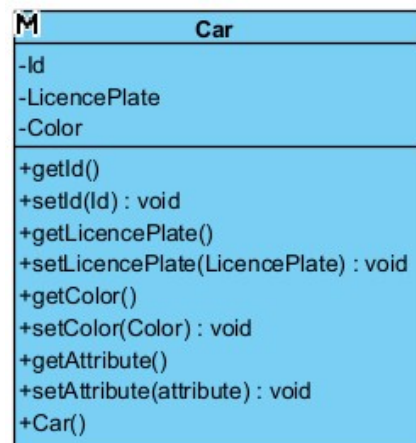 M
Car
-Id
-LicencePlate
-Color
+getId()
+setId(Id) : void
+getLicencePlate()
+setLicencePlate(LicencePlate) : void
+getColor()
+setColor(Color) : void
+getAttribute()
+setAttribute(attribute) : void
+Car()